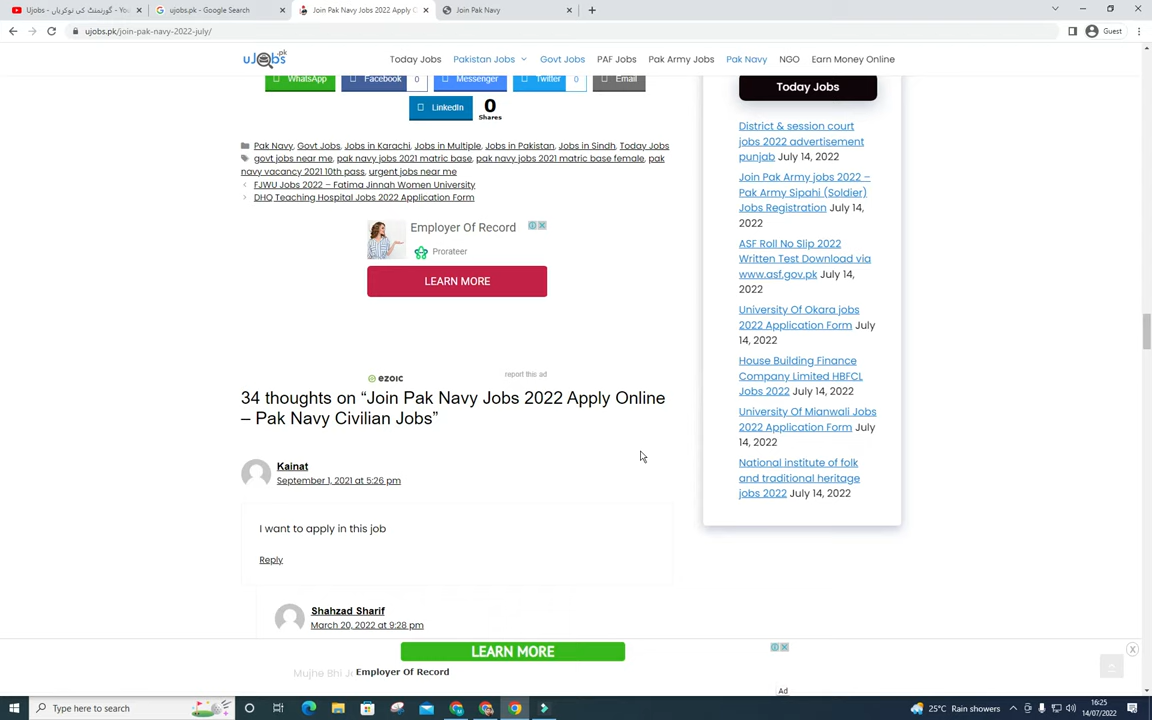 Ujobs - گورنمنٹ کی نوکریاں - Yo
ujobs.pk - Google Search
Join Pak Navy Jobs 2022 Apply O
Join Pak Navy
ujobs.pk/join-pak-navy-2022-july/
Guest
uJobs.pk
Today Jobs
Pakistan Jobs
Govt Jobs
PAF Jobs
Pak Army Jobs
Pak Navy
NGO
Earn Money Online
WhatsApp
Facebook
0
Messenger
Twitter
0
Email
LinkedIn
0
Shares
Pak Navy, Govt Jobs, Jobs in Karachi, Jobs in Multiple, Jobs in Pakistan, Jobs in Sindh, Today Jobs
govt jobs near me, pak navy jobs 2021 matric base, pak navy jobs 2021 matric base female, pak
navy vacancy 2021 10th pass, urgent jobs near me
FJWU Jobs 2022 – Fatima Jinnah Women University
DHQ Teaching Hospital Jobs 2022 Application Form
Employer Of Record
Prorateer
LEARN MORE
ezoic
report this ad
34 thoughts on “Join Pak Navy Jobs 2022 Apply Online
– Pak Navy Civilian Jobs”
Kainat
September 1, 2021 at 5:26 pm
I want to apply in this job
Reply
Shahzad Sharif
March 20, 2022 at 9:28 pm
Today Jobs
District & session court
jobs 2022 advertisement
punjab July 14, 2022
Join Pak Army jobs 2022 –
Pak Army Sipahi (Soldier)
Jobs Registration July 14,
2022
ASF Roll No Slip 2022
Written Test Download via
www.asf.gov.pk July 14,
2022
University Of Okara jobs
2022 Application Form July
14, 2022
House Building Finance
Company Limited HBFCL
Jobs 2022 July 14, 2022
University Of Mianwali Jobs
2022 Application Form July
14, 2022
National institute of folk
and traditional heritage
jobs 2022 July 14, 2022
LEARN MORE
Mujhe Bhi Jo
Employer Of Record
Ad
Type here to search
25°C Rain showers
16:25
14/07/2022